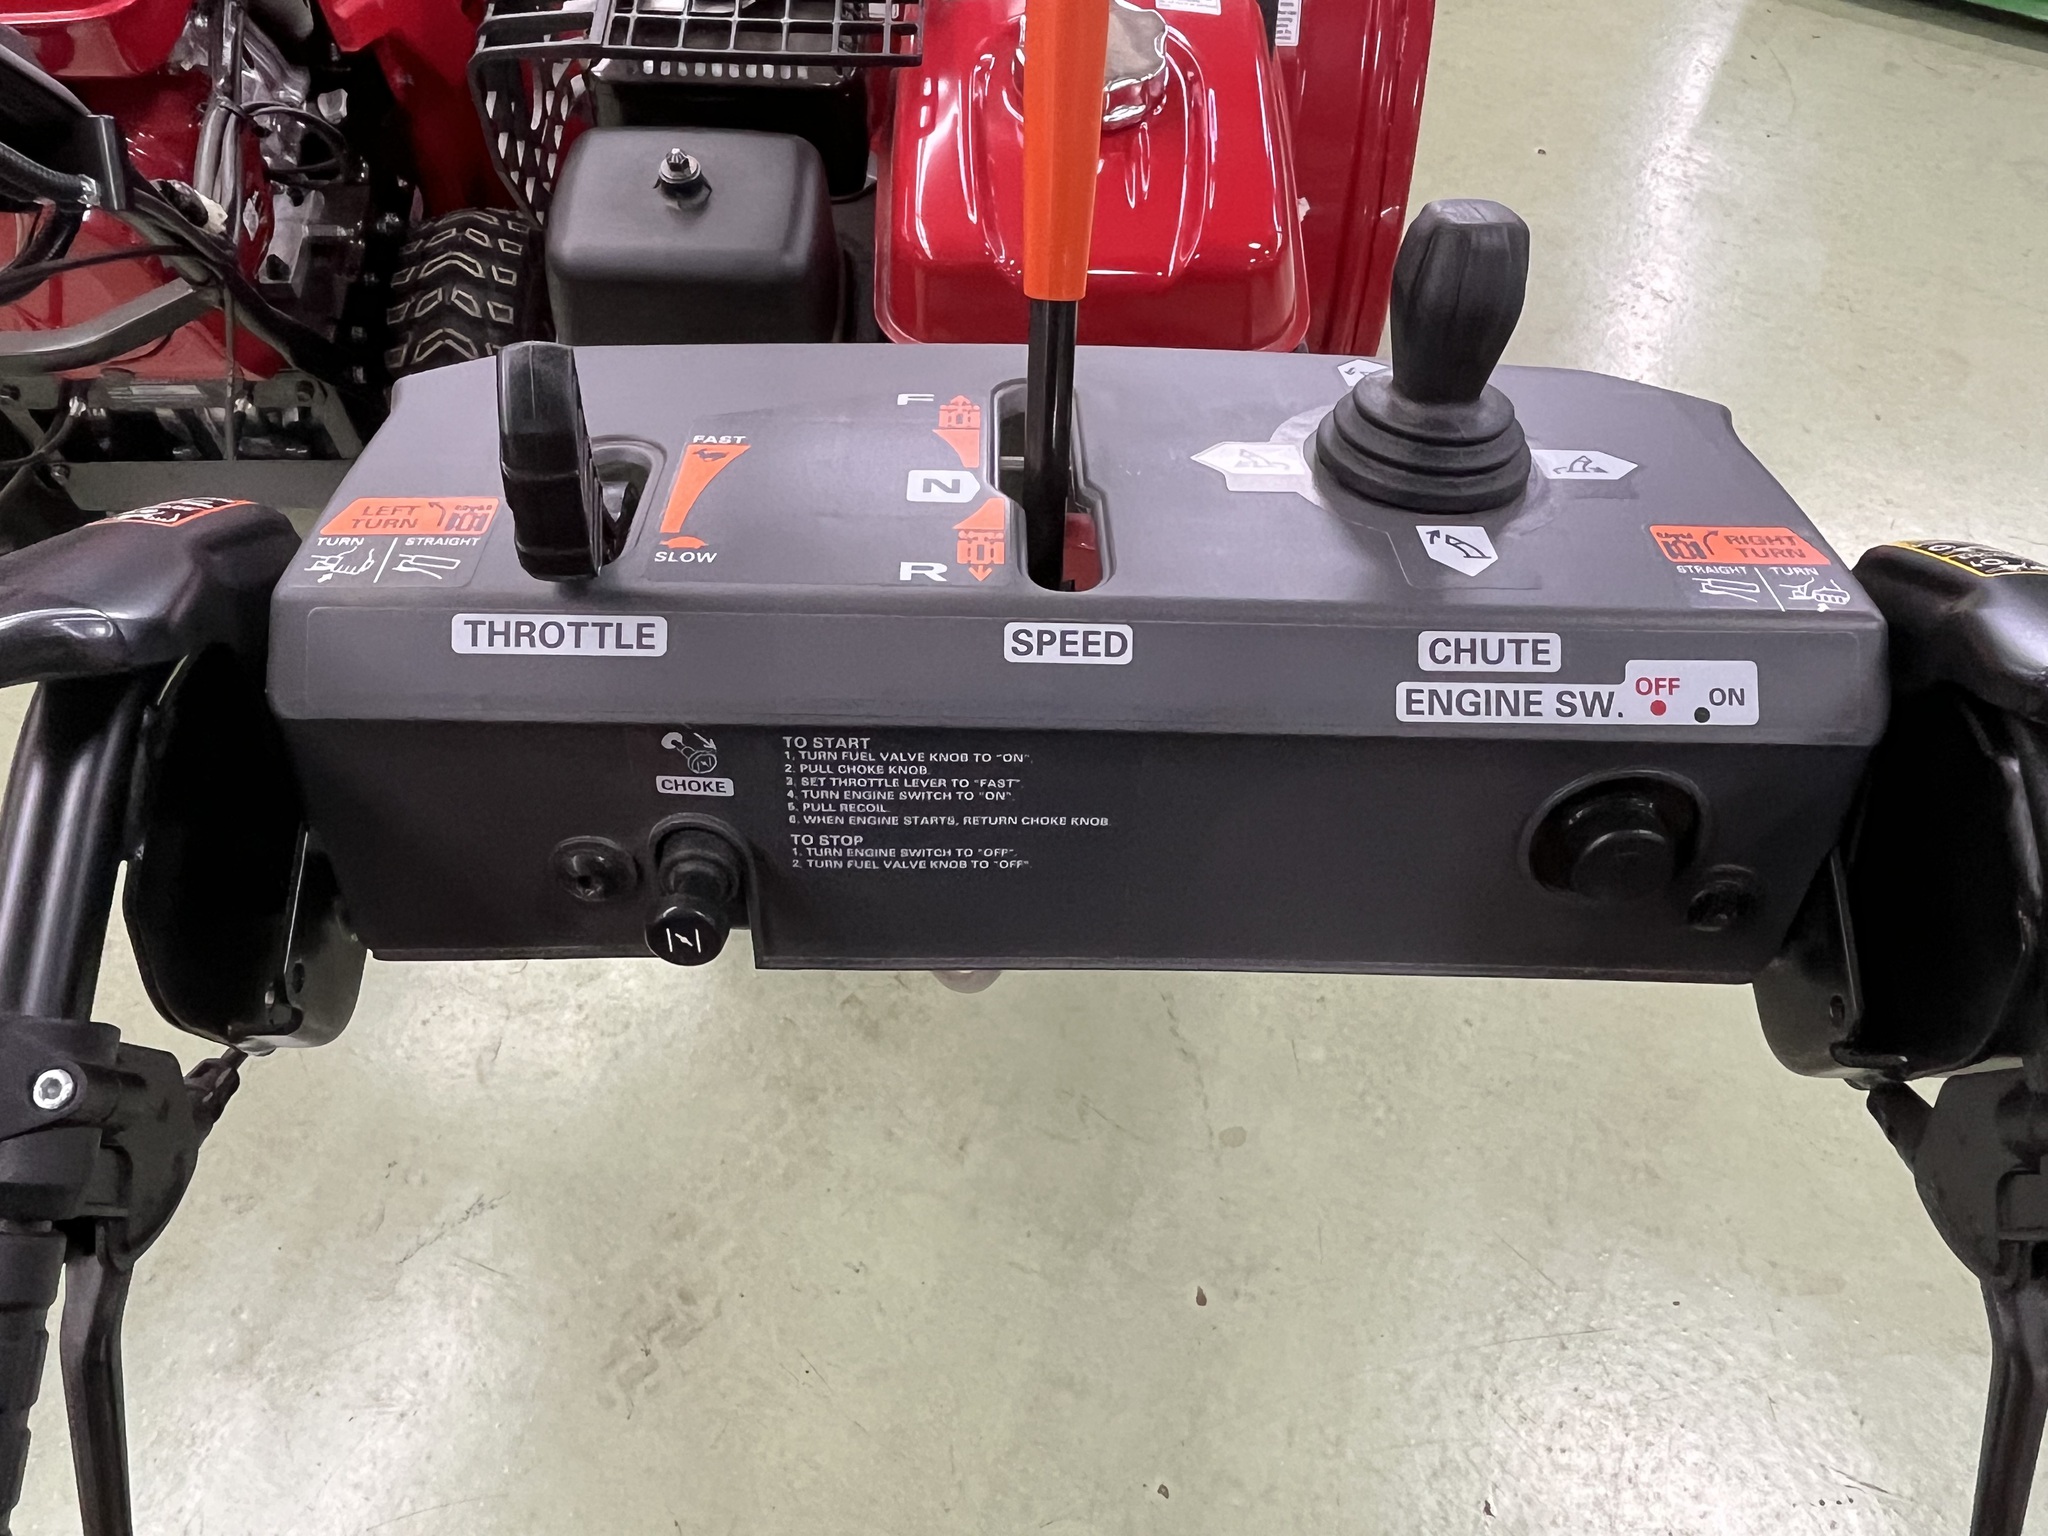 F
FAST
N
LEFT
TURN
TURN
STRAIGHT
SLOW
R
RIGHT
TURN
STRAIGHT
TURN
THROTTLE
SPEED
CHUTE
ENGINE SW.
OFF
ON
CHOKE
TO START
1. TURN FUEL VALVE KNOB TO "ON".
2. PULL CHOKE KNOB.
3. SET THROTTLE LEVER TO "FAST".
4. TURN ENGINE SWITCH TO "ON".
5. PULL RECOIL.
6. WHEN ENGINE STARTS, RETURN CHOKE KNOB.
TO STOP
1. TURN ENGINE SWITCH TO "OFF".
2. TURN FUEL VALVE KNOB TO "OFF".